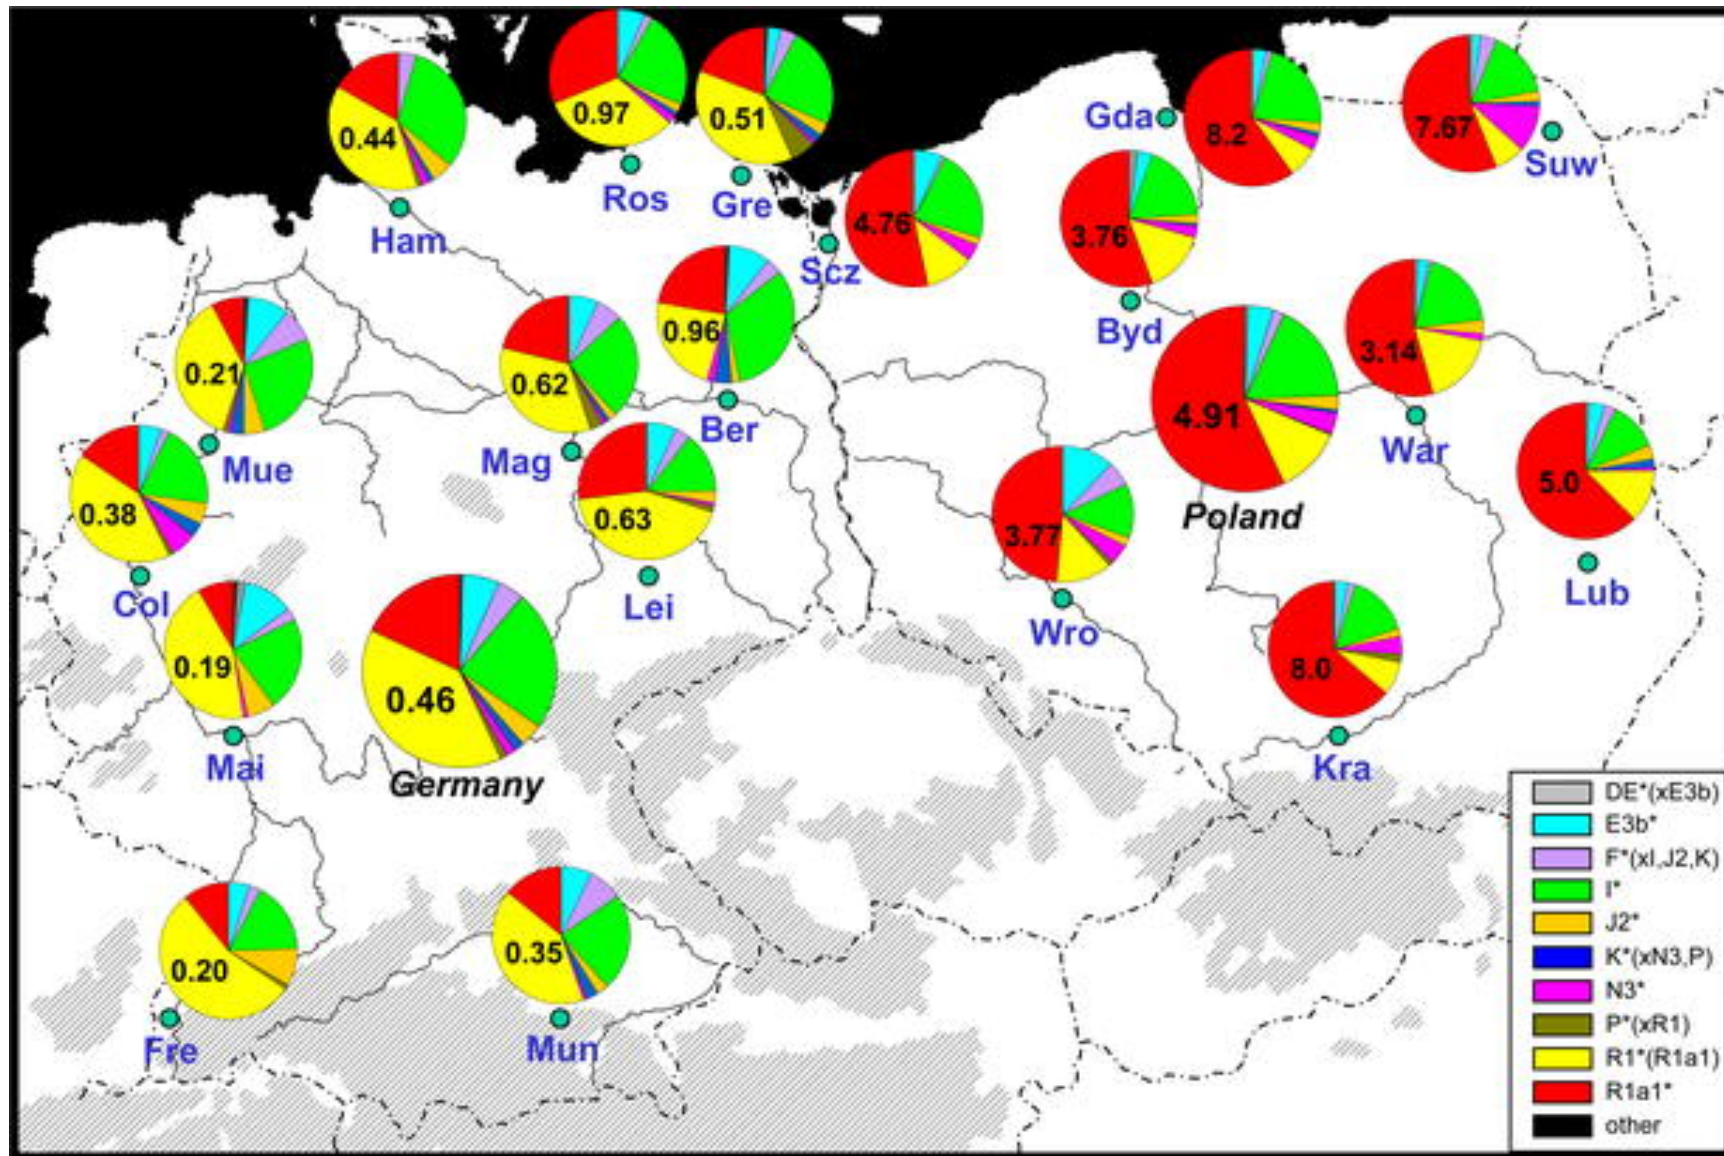 0.44
Ham
0.97
Ros
0.51
Gre
4.76
Scz
Gda
8.2
7.67
Suw
3.76
Byd
0.21
Mue
0.62
Mag
0.96
Ber
3.14
War
4.91
Poland
5.0
Lub
0.38
Col
0.63
Lei
3.77
Wro
0.19
Mai
0.46
Germany
8.0
Kra
0.20
Fre
0.35
Mun
DE*(xE3b)
E3b*
F*(xI,J2,K)
I*
J2*
K*(xN3,P)
N3*
P*(xR1)
R1*(R1a1)
R1a1*
other